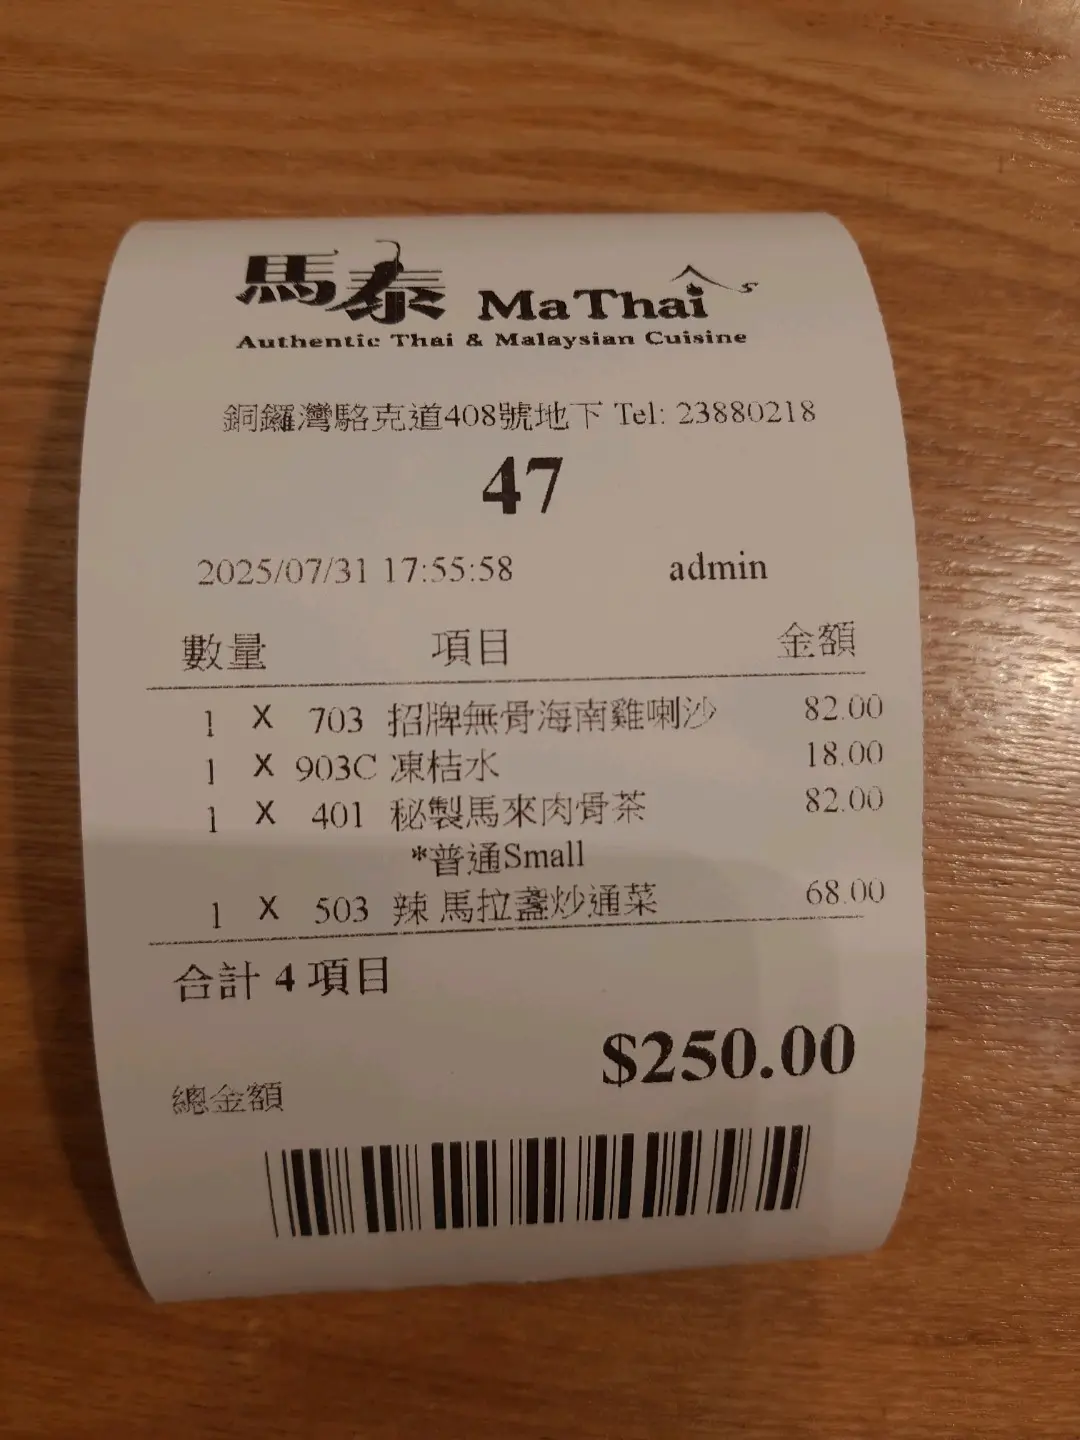 馬泰 MaThai's
Authentic Thai & Malaysian Cuisine
銅鑼灣駱克道408號地下 Tel: 23880218
47
2025/07/31 17:55:58 admin
數量 項目 金額
1 X 703 招牌無骨海南雞喇沙 82.00
1 X 903C 凍桔水 18.00
1 X 401 秘製馬來肉骨茶 82.00
*普通Small
1 X 503 辣 馬拉盞炒通菜 68.00
合計 4 項目
$250.00
總金額